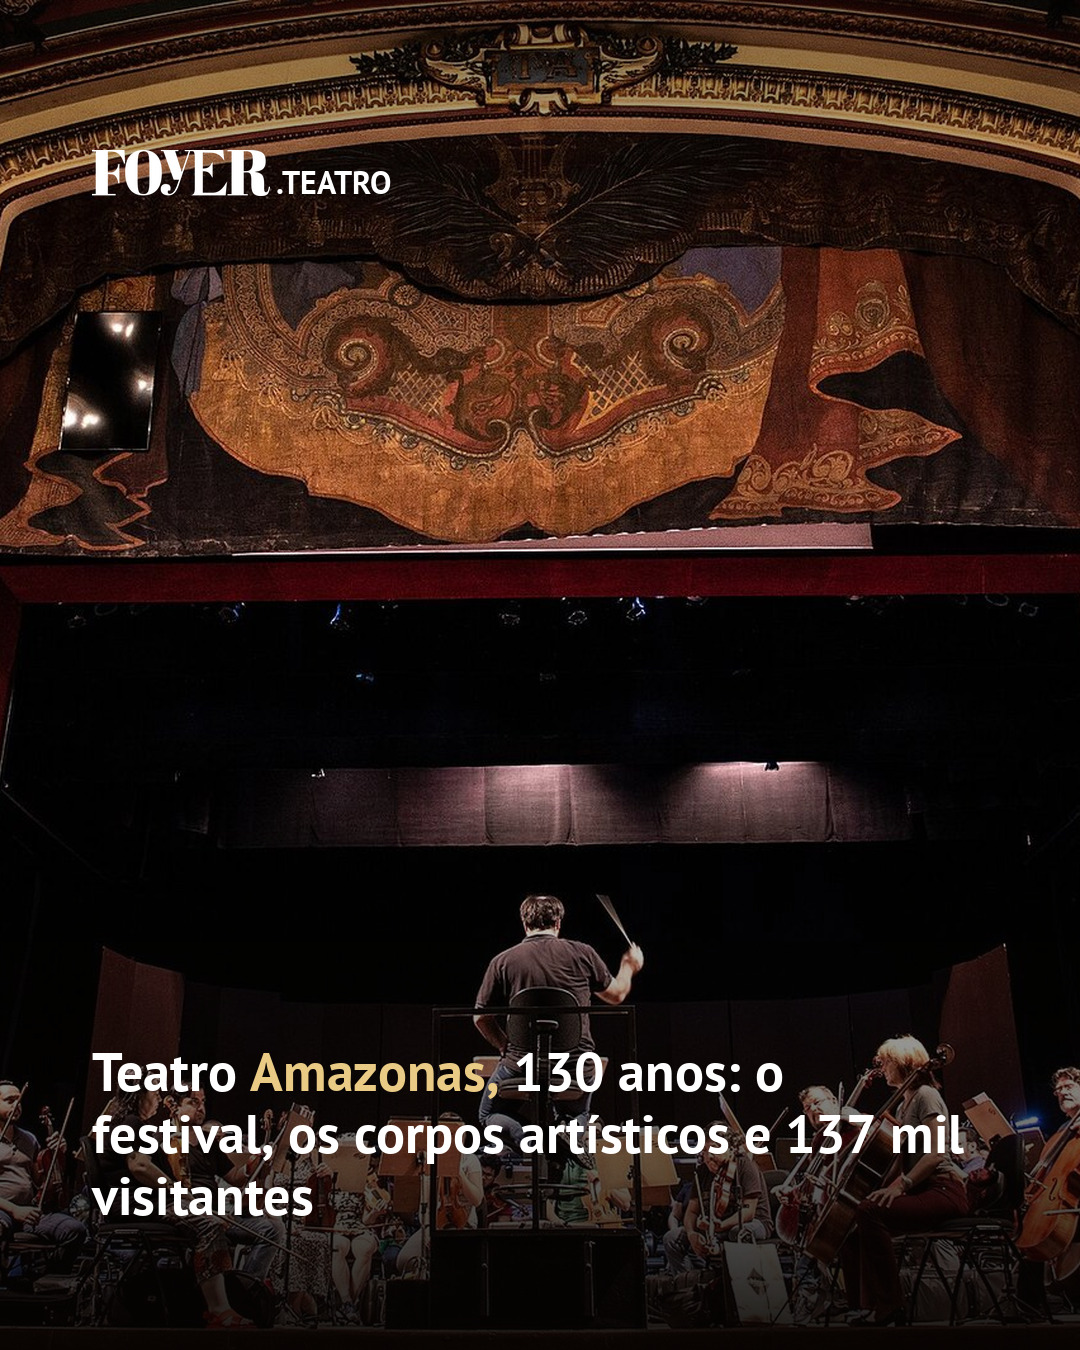 FOYER .TEATRO
Teatro Amazonas, 130 anos: o
festival, os corpos artísticos e 137 mil
visitantes